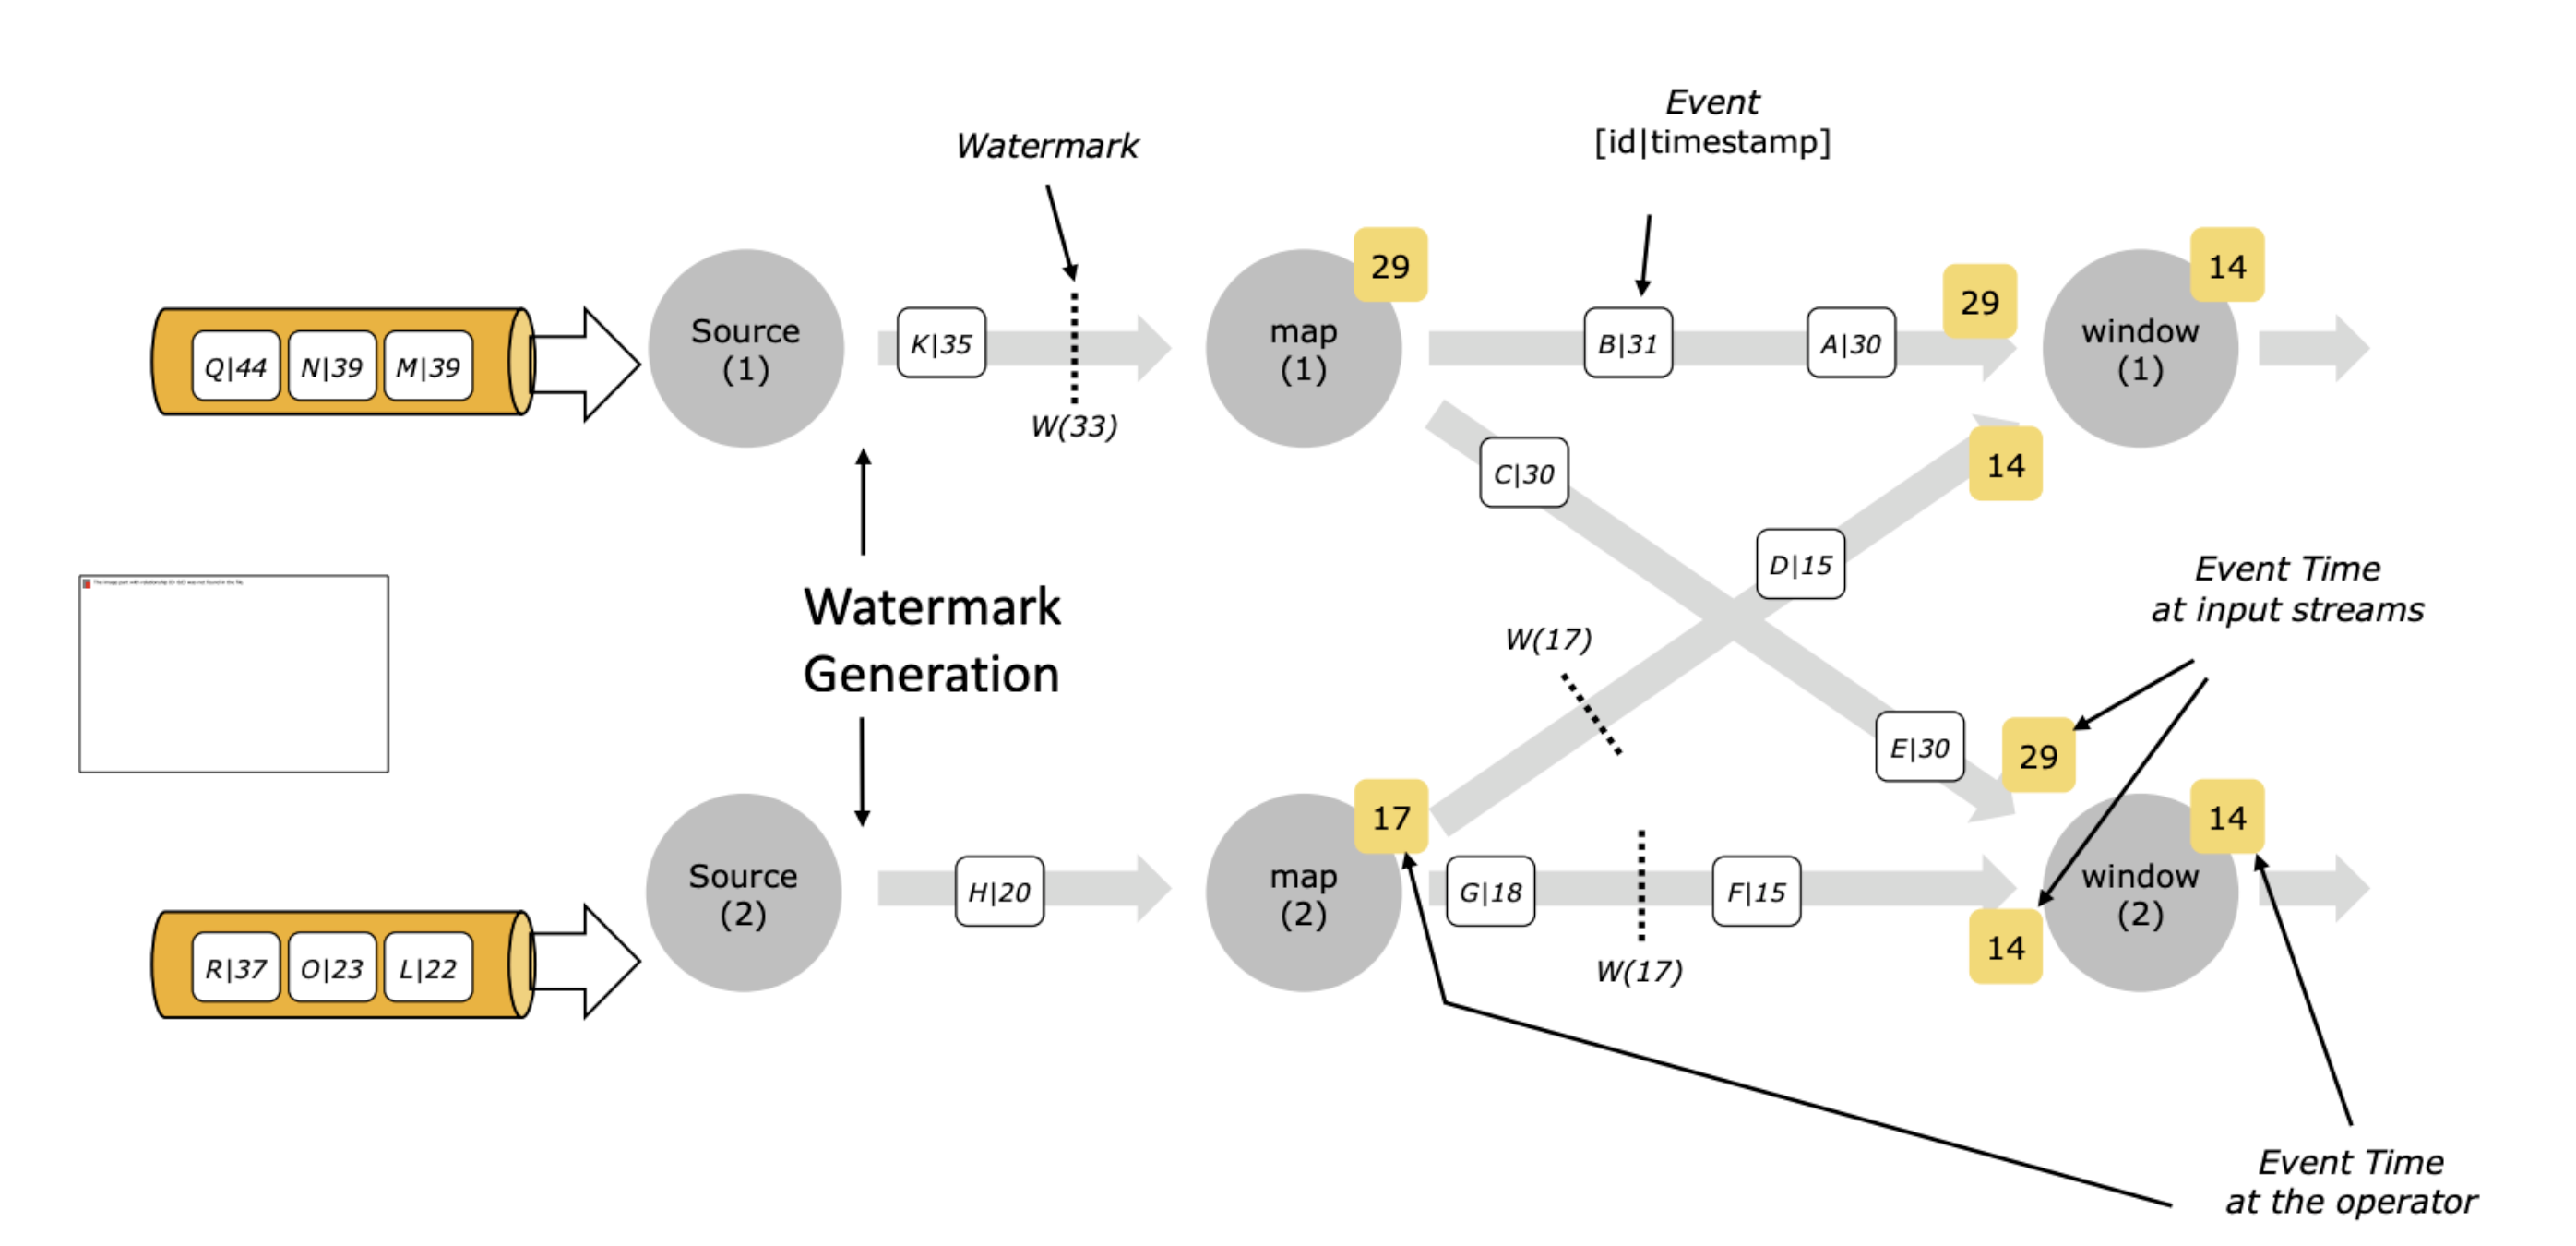 Event
[id|timestamp]
Watermark
29
14
29
Source
(1)
K|35
map
(1)
B|31
A|30
window
(1)
Q|44
N|39
M|39
W(33)
C|30
14
D|15
Watermark
Generation
W(17)
Event Time
at input streams
E|30
29
17
14
Source
(2)
H|20
map
(2)
G|18
F|15
window
(2)
R|37
O|23
L|22
14
W(17)
Event Time
at the operator